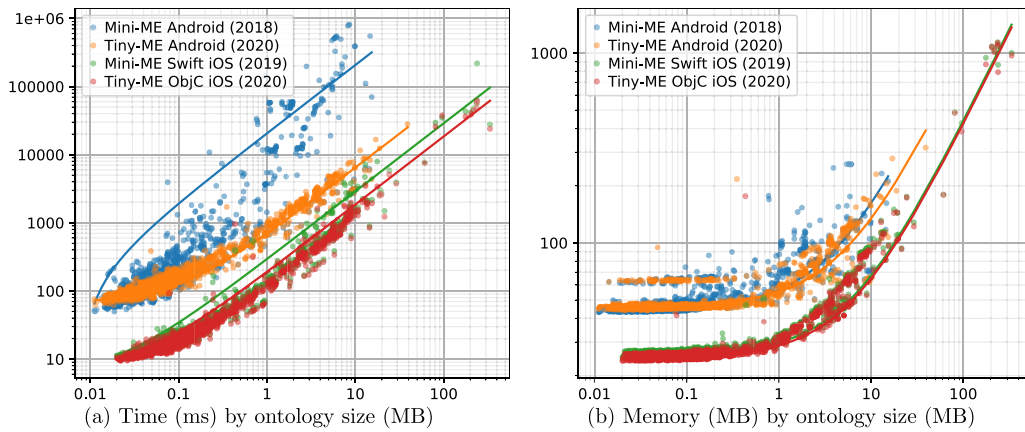 1e+06
100000
10000
1000
100
10
0.01
0.1
1
10
100
Mini-ME Android (2018)
Tiny-ME Android (2020)
Mini-ME Swift iOS (2019)
Tiny-ME ObjC iOS (2020)
(a) Time (ms) by ontology size (MB)
1000
100
0.01
0.1
1
10
100
Mini-ME Android (2018)
Tiny-ME Android (2020)
Mini-ME Swift iOS (2019)
Tiny-ME ObjC iOS (2020)
(b) Memory (MB) by ontology size (MB)